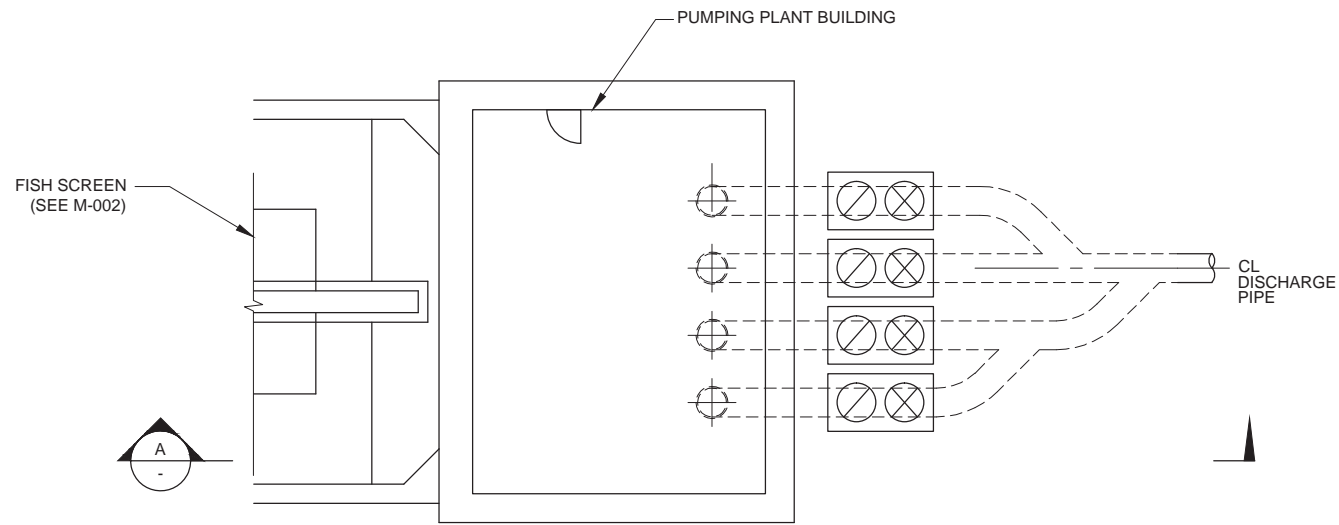 PUMPING PLANT BUILDING
FISH SCREEN
(SEE M-002)
CL
DISCHARGE
PIPE
A
-